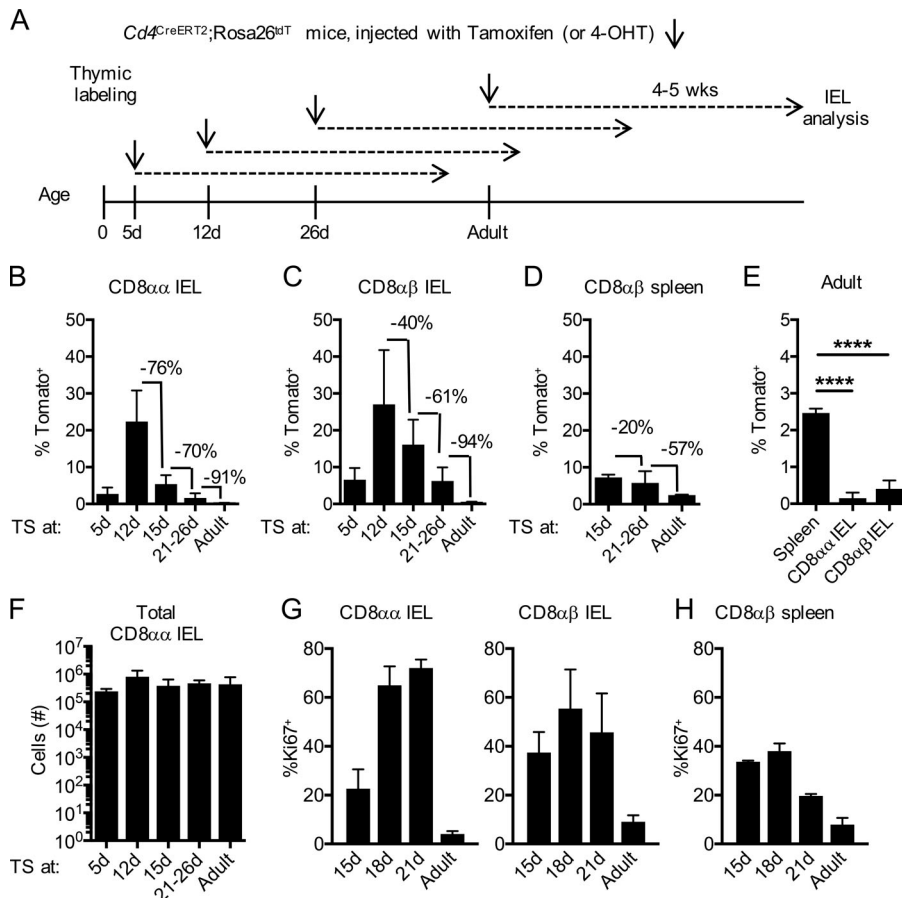 A
Cd4CreERT2;Rosa26tdT mice, injected with Tamoxifen (or 4-OHT)
Thymic
labeling
4-5 wks
IEL
analysis
Age
0 5d 12d 26d Adult
B
CD8αα IEL
% Tomato+
50
40
30
20
10
0
-76%
-70%
-91%
TS at: 5d 12d 15d 21-26d Adult
C
CD8αβ IEL
% Tomato+
50
40
30
20
10
0
-40%
-61%
-94%
TS at: 5d 12d 15d 21-26d Adult
D
CD8αβ spleen
% Tomato+
50
40
30
20
10
0
-20%
-57%
TS at: 15d 21-26d Adult
E
Adult
% Tomato+
5
4
3
2
1
0
****
****
Spleen CD8αα IEL CD8αβ IEL
F
Total
CD8αα IEL
Cells (#)
107
106
105
104
103
102
101
100
TS at: 5d 12d 15d 21-26d Adult
G
CD8αα IEL
%Ki67+
80
60
40
20
0
15d 18d 21d Adult
CD8αβ IEL
80
60
40
20
0
15d 18d 21d Adult
H
CD8αβ spleen
%Ki67+
80
60
40
20
0
15d 18d 21d Adult